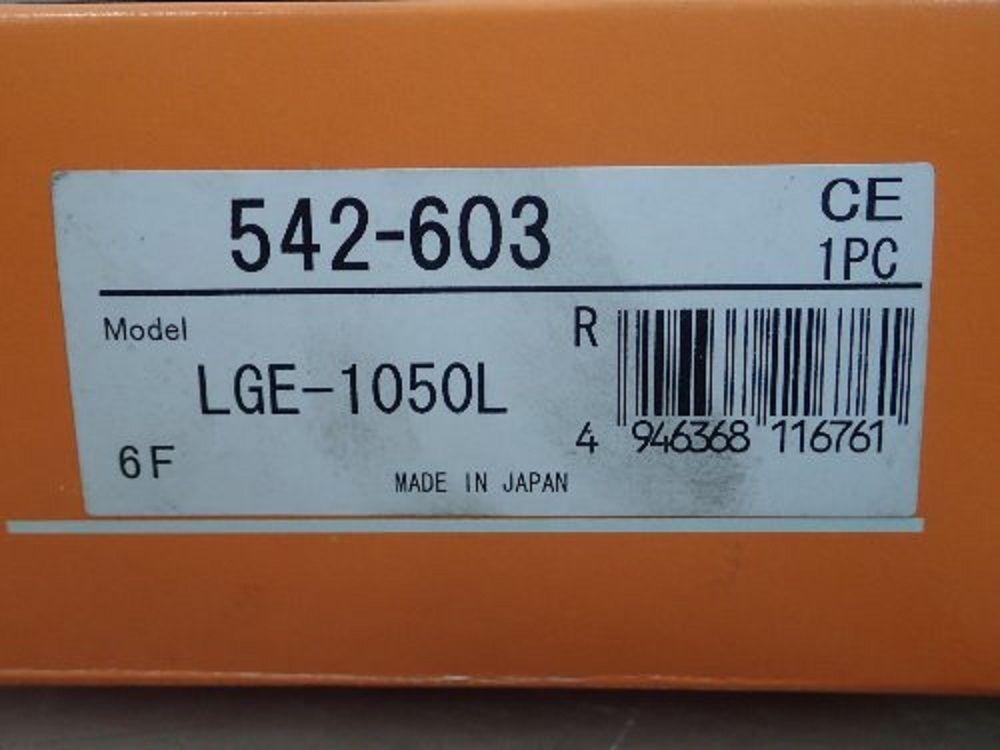 542-603
CE
1PC
Model
R
LGE-1050L
4 946368 116761
6F
MADE IN JAPAN